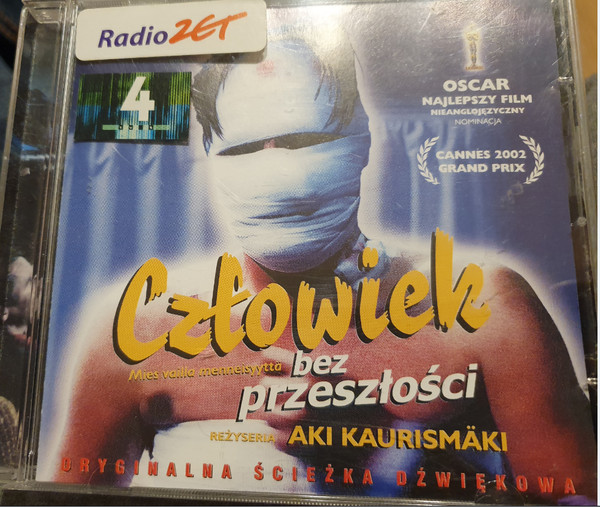 Radio ZET
4
OSCAR
NAJLEPSZY FILM
NIEANGLOJĘZYCZNY
NOMINACJA
CANNES 2002
GRAND PRIX
Człowiek
Mies vailla menneisyyttä
bez
przeszłości
REŻYSERIA AKI KAURISMÄKI
ORYGINALNA ŚCIEŻKA DŹWIĘKOWA